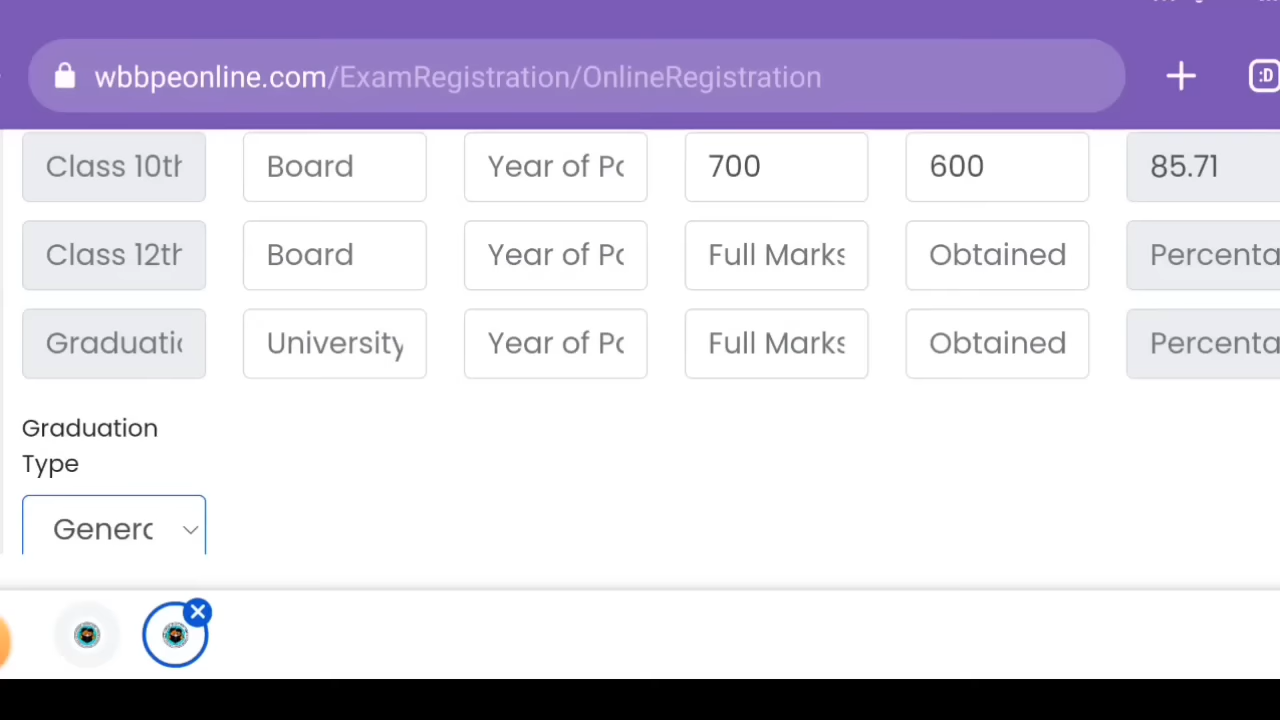 wbbpeonline.com/ExamRegistration/OnlineRegistration
:D
Class 10th Board Year of Pa 700 600 85.71
Class 12th Board Year of Pa Full Marks Obtained Percenta
Graduatio University Year of Pa Full Marks Obtained Percenta
Graduation
Type
Genera